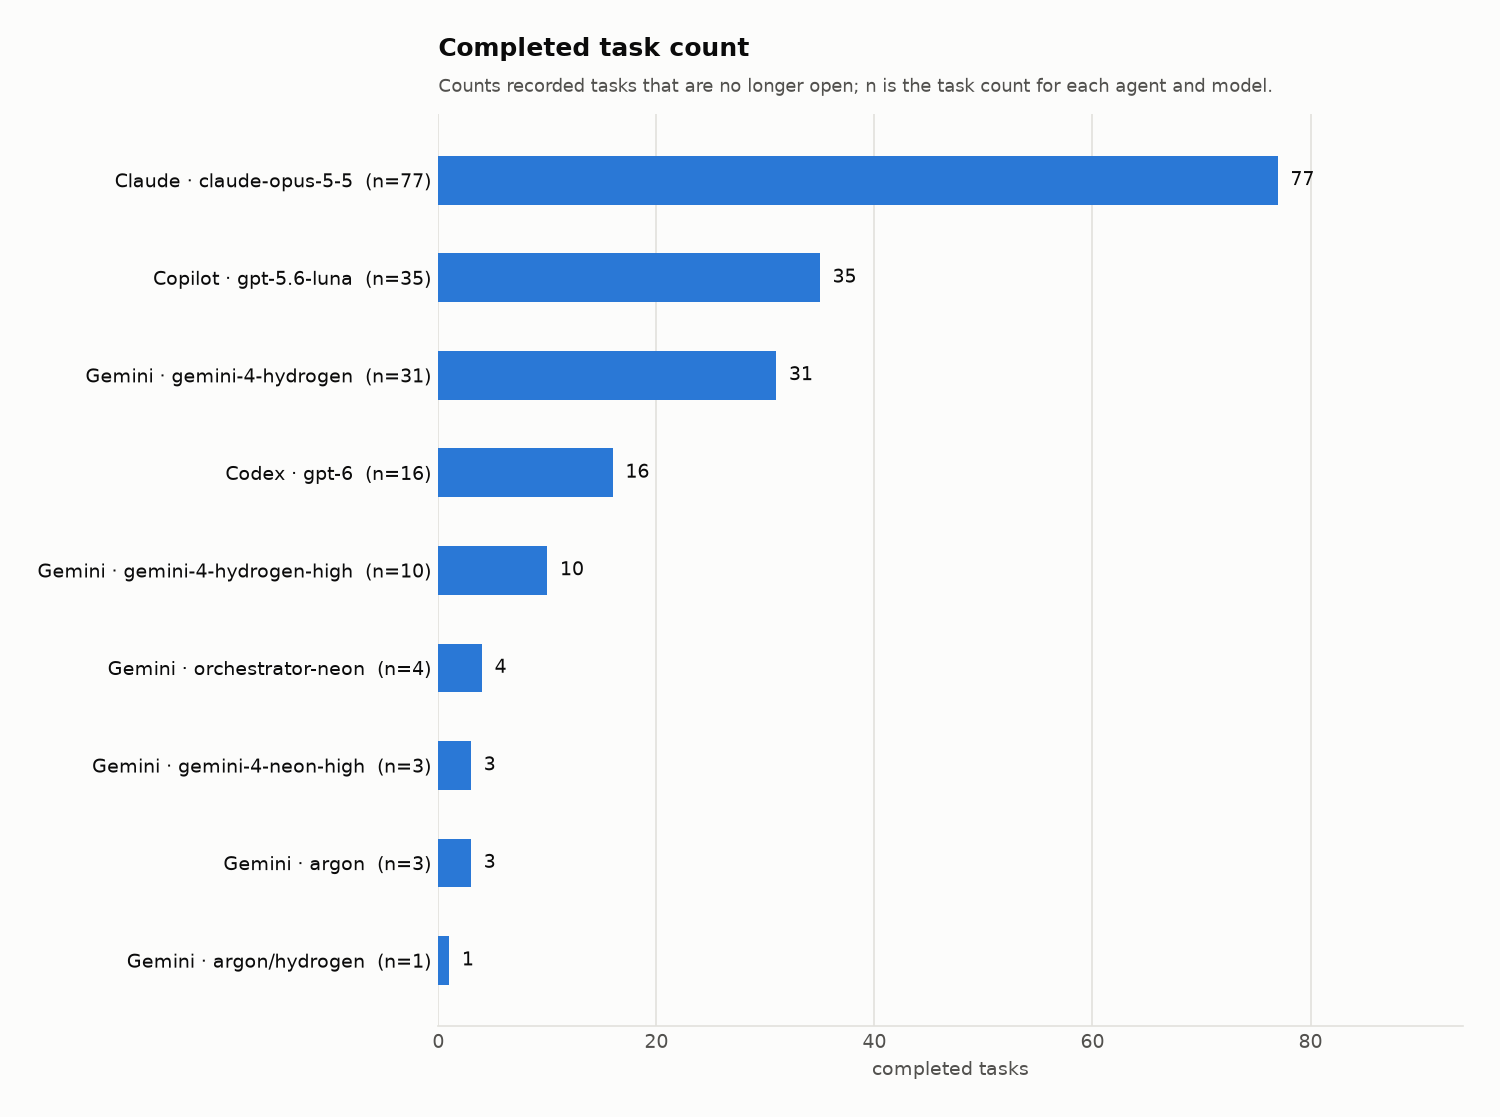 Completed task count
Counts recorded tasks that are no longer open; n is the task count for each agent and model.
Claude · claude-opus-5-5 (n=77) 77
Copilot · gpt-5.6-luna (n=35) 35
Gemini · gemini-4-hydrogen (n=31) 31
Codex · gpt-6 (n=16) 16
Gemini · gemini-4-hydrogen-high (n=10) 10
Gemini · orchestrator-neon (n=4) 4
Gemini · gemini-4-neon-high (n=3) 3
Gemini · argon (n=3) 3
Gemini · argon/hydrogen (n=1) 1
0 20 40 60 80
completed tasks